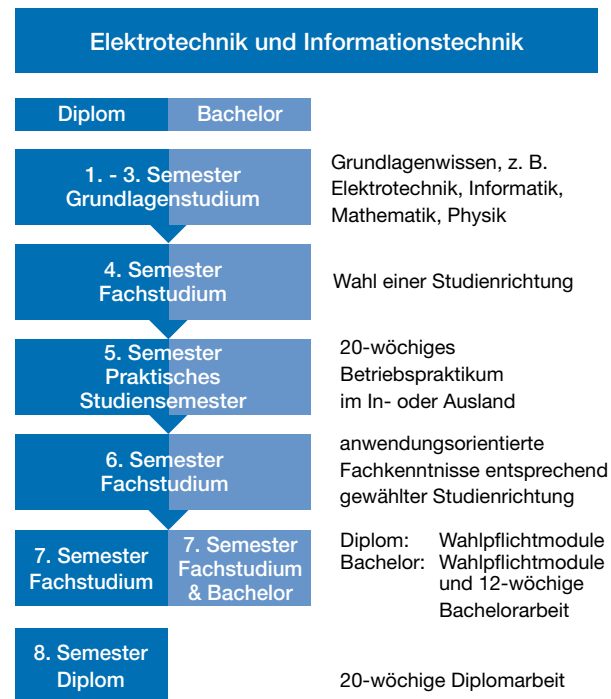 Elektrotechnik und Informationstechnik
Diplom Bachelor
1. - 3. Semester
Grundlagenstudium
Grundlagenwissen, z. B.
Elektrotechnik, Informatik,
Mathematik, Physik
4. Semester
Fachstudium
Wahl einer Studienrichtung
5. Semester
Praktisches
Studiensemester
20-wöchiges
Betriebspraktikum
im In- oder Ausland
6. Semester
Fachstudium
anwendungsorientierte
Fachkenntnisse entsprechend
gewählter Studienrichtung
7. Semester
Fachstudium
7. Semester
Fachstudium
& Bachelor
Diplom: Wahlpflichtmodule
Bachelor: Wahlpflichtmodule
und 12-wöchige
Bachelorarbeit
8. Semester
Diplom
20-wöchige Diplomarbeit